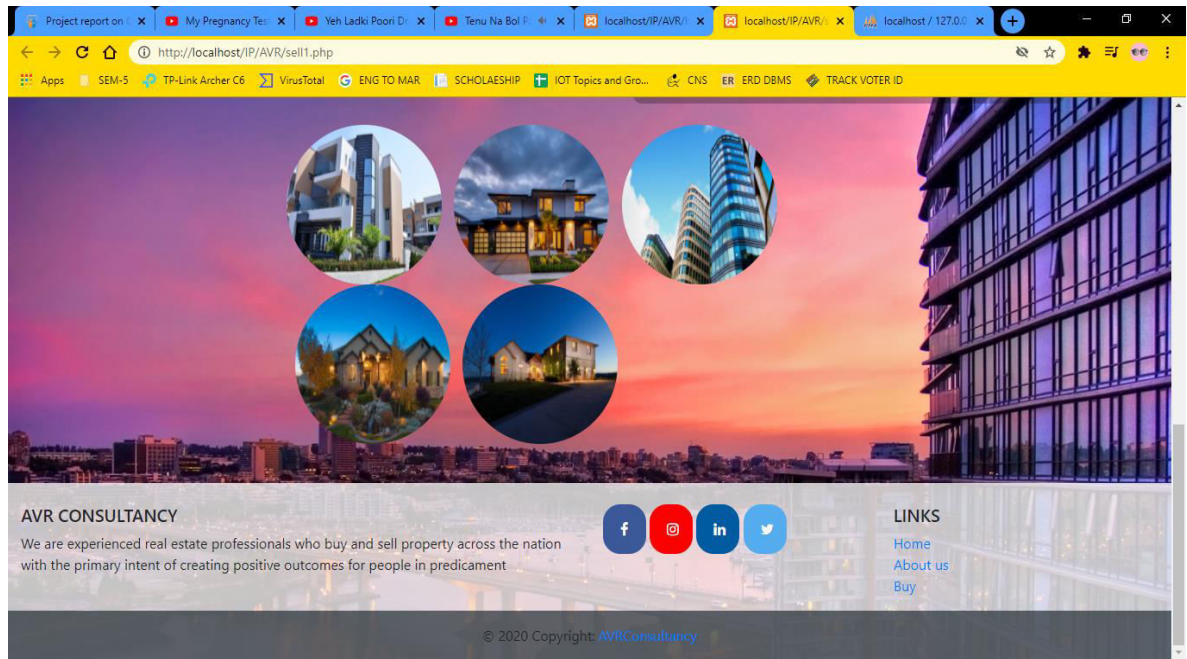 Project report on
My Pregnancy Tes
Yeh Ladki Poori D
Tenu Na Bol P
localhost/IP/AVR/
localhost/IP/AVR/s
localhost / 127.0.0
http://localhost/IP/AVR/sell1.php
Apps
SEM-5
TP-Link Archer C6
VirusTotal
ENG TO MAR
SCHOLAESHIP
IOT Topics and Gro...
CNS
ER ERD DBMS
TRACK VOTER ID
AVR CONSULTANCY
We are experienced real estate professionals who buy and sell property across the nation
with the primary intent of creating positive outcomes for people in predicament
f
in
LINKS
Home
About us
Buy
© 2020 Copyright: AVRConsultancy